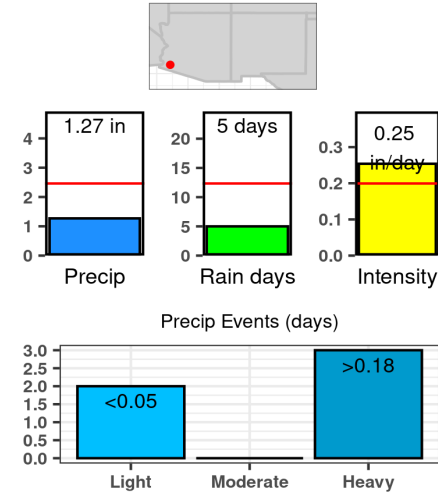 1.27 in
5 days
0.25
in/day
4
3
2
1
0
20
15
10
5
0
0.3
0.2
0.1
0.0
Precip
Rain days
Intensity
Precip Events (days)
3.0
2.5
2.0
1.5
1.0
0.5
0.0
<0.05
>0.18
Light
Moderate
Heavy